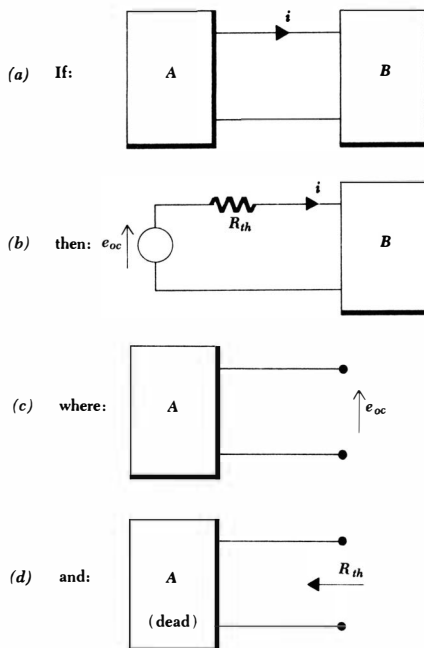 i
(a) If: A B
i
R_th
(b) then: e_oc B
(c) where: A e_oc
(d) and: A R_th
(dead)